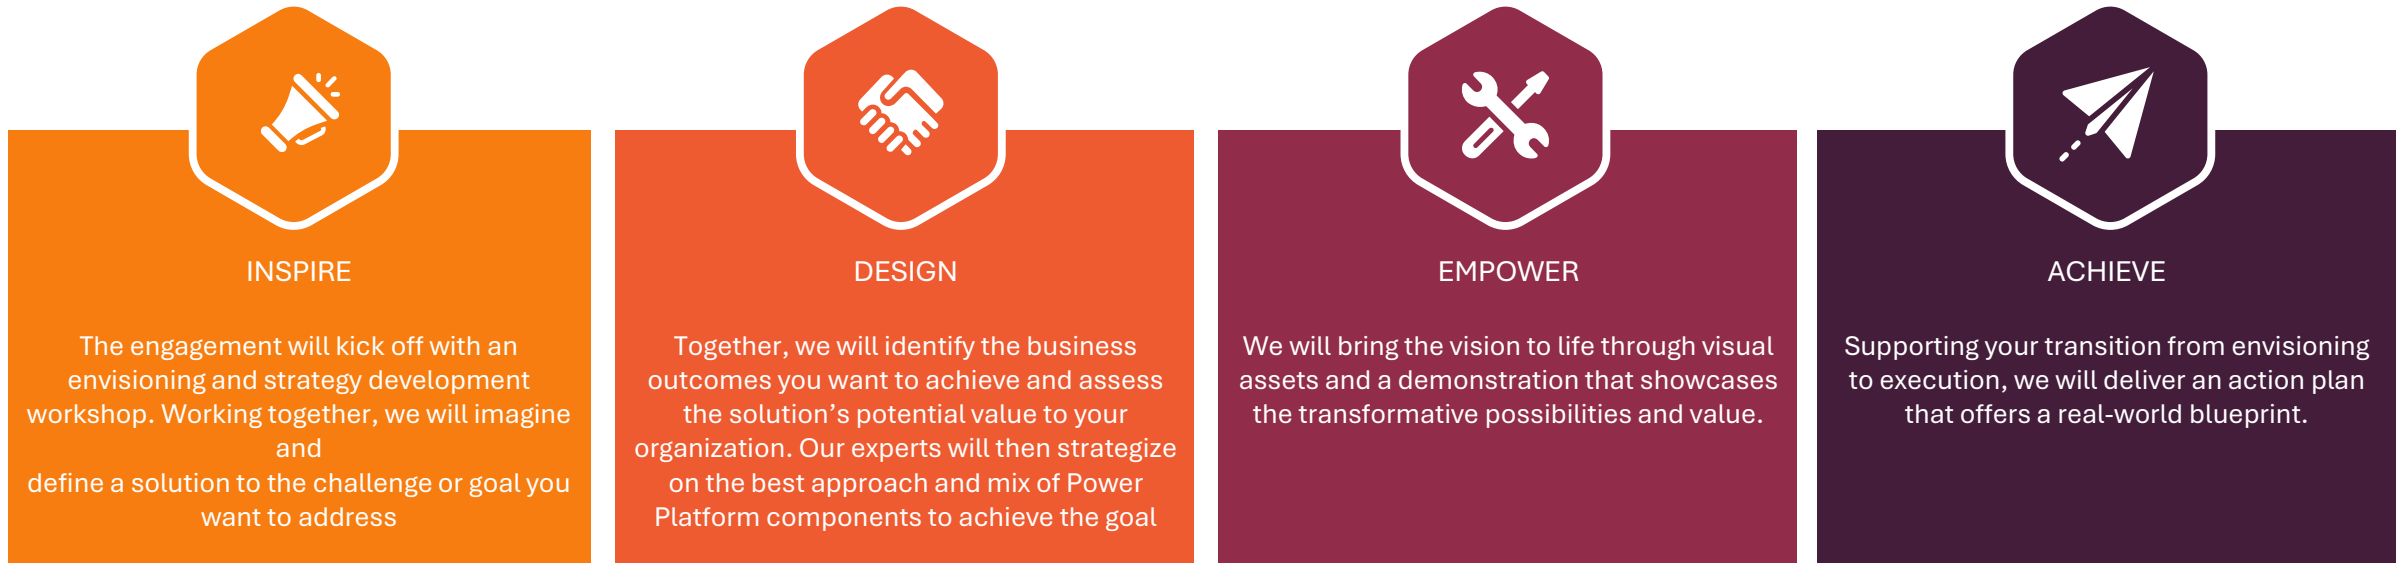 INSPIRE
The engagement will kick off with an
envisioning and strategy development
workshop. Working together, we will imagine
and
define a solution to the challenge or goal you
want to address
DESIGN
Together, we will identify the business
outcomes you want to achieve and assess
the solution’s potential value to your
organization. Our experts will then strategize
on the best approach and mix of Power
Platform components to achieve the goal
EMPOWER
We will bring the vision to life through visual
assets and a demonstration that showcases
the transformative possibilities and value.
ACHIEVE
Supporting your transition from envisioning
to execution, we will deliver an action plan
that offers a real-world blueprint.